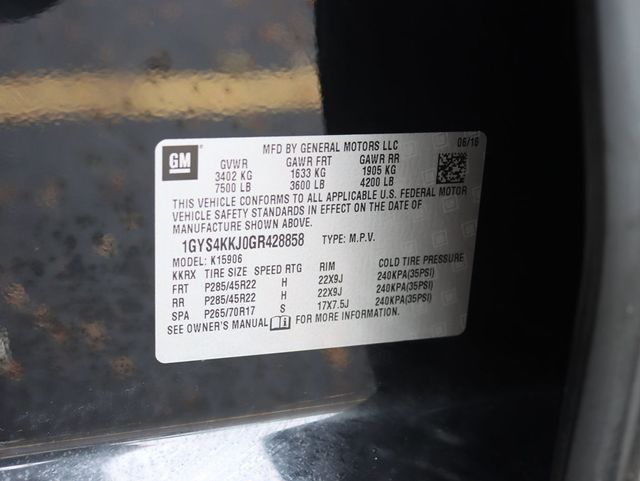 MFD BY GENERAL MOTORS LLC 06/16
GM
GVWR GAWR FRT GAWR RR
3402 KG 1633 KG 1905 KG
7500 LB 3600 LB 4200 LB
THIS VEHICLE CONFORMS TO ALL APPLICABLE U.S. FEDERAL MOTOR
VEHICLE SAFETY STANDARDS IN EFFECT ON THE DATE OF
MANUFACTURE SHOWN ABOVE.
1GYS4KKJ0GR428858 TYPE: M.P.V.
MODEL: K15906
KKRX TIRE SIZE SPEED RTG RIM COLD TIRE PRESSURE
FRT P285/45R22 H 22X9J 240KPA(35PSI)
RR P285/45R22 H 22X9J 240KPA(35PSI)
SPA P265/70R17 S 17X7.5J 240KPA(35PSI)
SEE OWNER'S MANUAL FOR MORE INFORMATION.